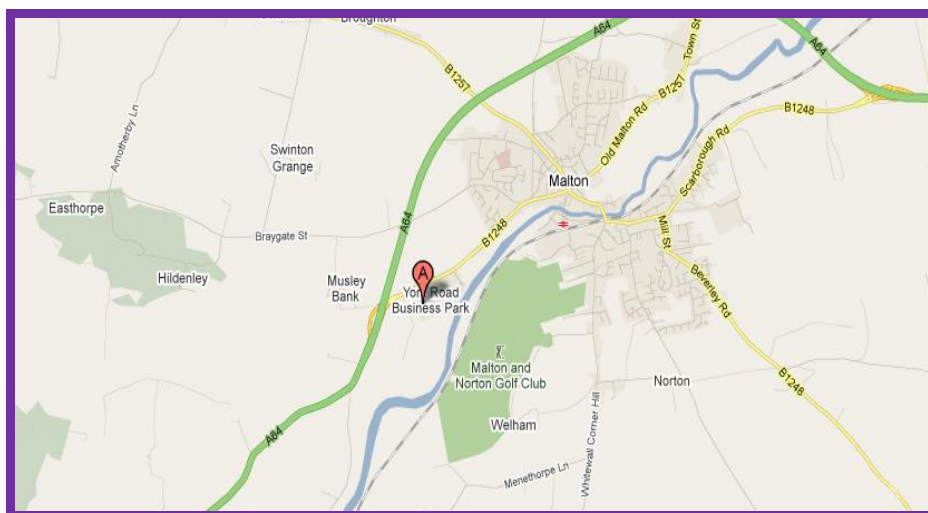 Broughton
A64
A64
B1257
Town St
B1257
Old Malton Rd
B1248
Scarborough Rd
Amotherby Ln
Swinton
Grange
Malton
Easthorpe
A64
Mill St
Braygate St
B1248
Hildenley
Musley
Bank
A
York Road
Business Park
Beverley Rd
Malton and
Norton Golf Club
Norton
B1248
Welham
A64
Whitewall Corner Hill
Menethorpe Ln